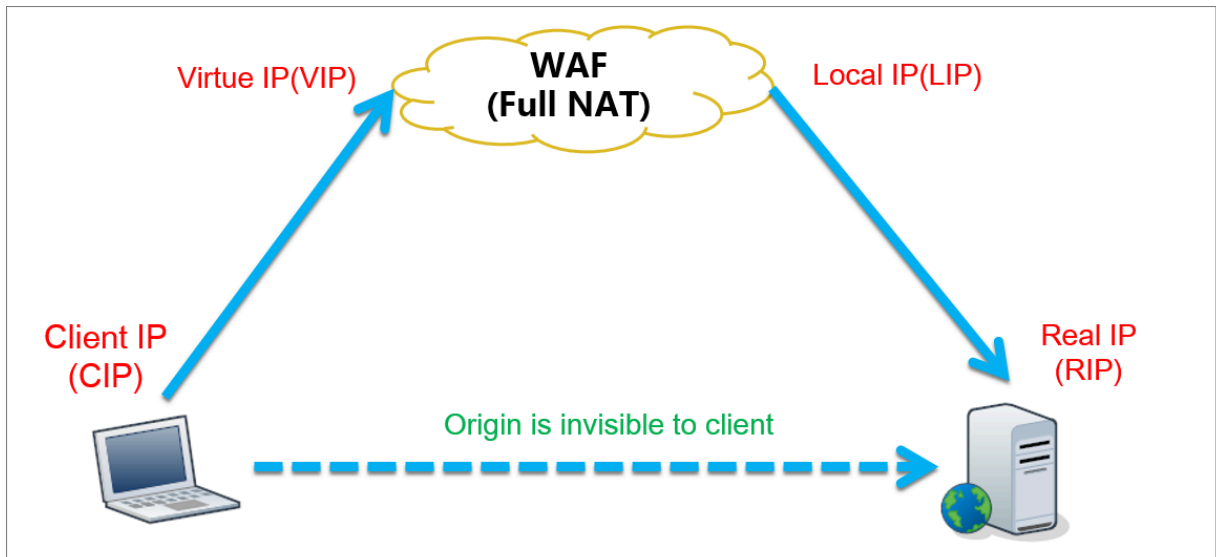 WAF
(Full NAT)
Virtue IP(VIP)
Local IP(LIP)
Client IP
(CIP)
Real IP
(RIP)
Origin is invisible to client